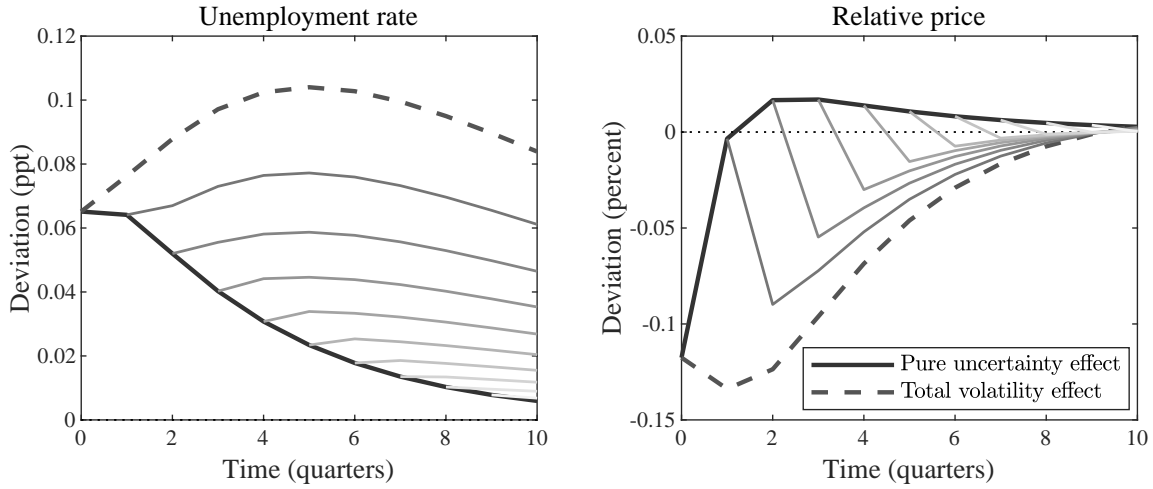 Unemployment rate
Deviation (ppt)
0.12
0.1
0.08
0.06
0.04
0.02
0
0 2 4 6 8 10
Time (quarters)
Relative price
Deviation (percent)
0.05
0
-0.05
-0.1
-0.15
Pure uncertainty effect
Total volatility effect
0 2 4 6 8 10
Time (quarters)